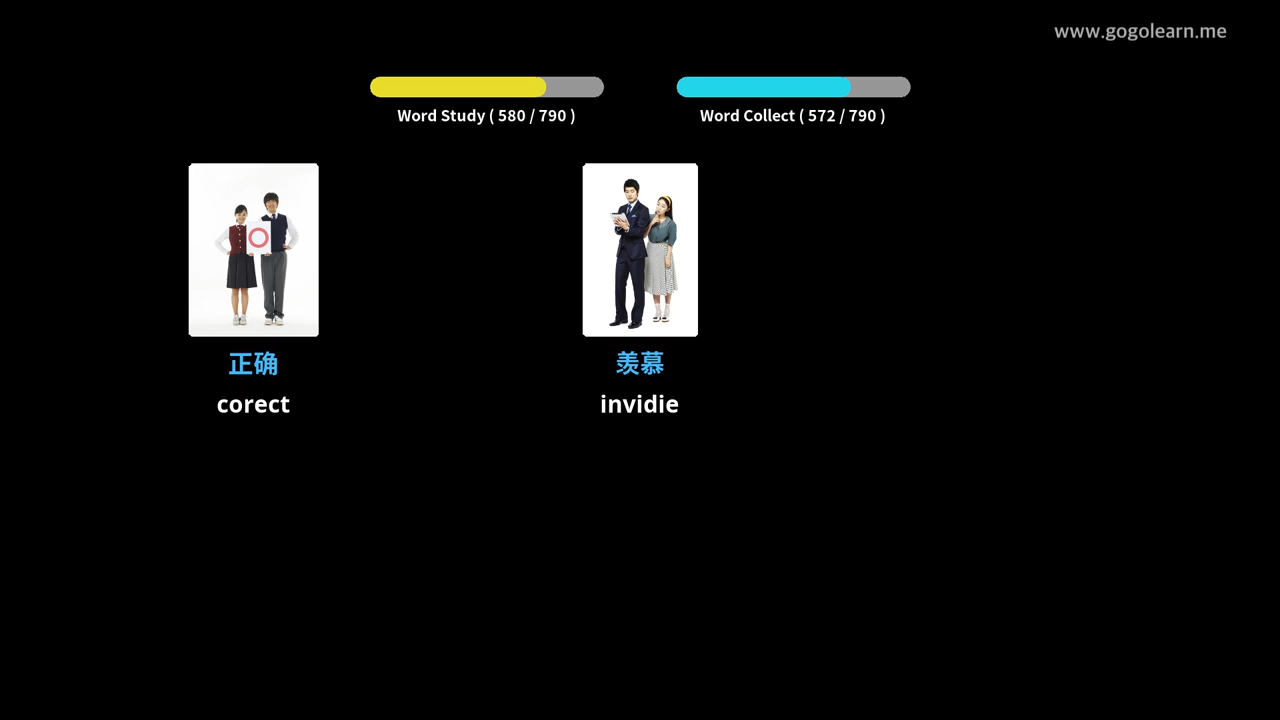 www.gogolearn.me
Word Study ( 580 / 790 )
Word Collect ( 572 / 790 )
正确
corect
羡慕
invidie